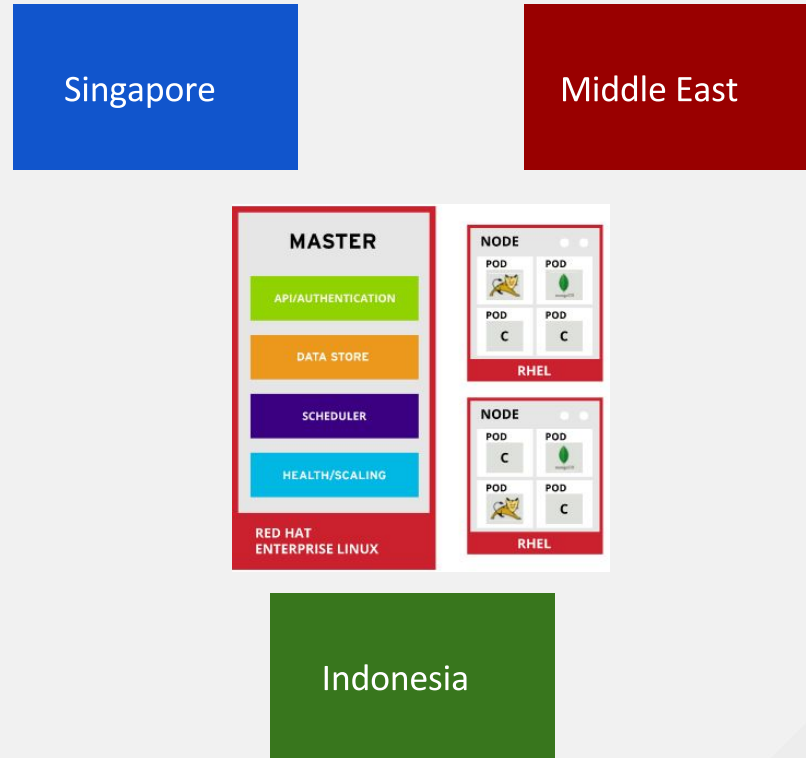 Singapore
Middle East
MASTER
API/AUTHENTICATION
DATA STORE
SCHEDULER
HEALTH/SCALING
RED HAT
ENTERPRISE LINUX
NODE
POD POD
POD POD
C C
RHEL
NODE
POD POD
C
POD POD
C
RHEL
Indonesia